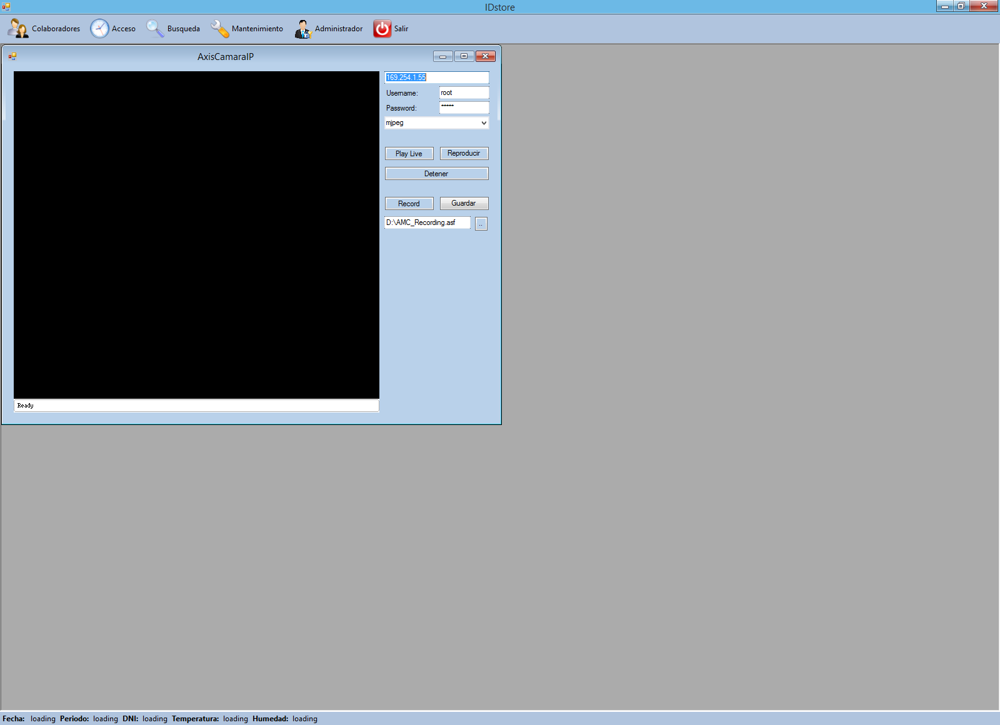 IDstore
Colaboradores Acceso Busqueda Mantenimiento Administrador Salir
AxisCamaraIP
169.254.1.55
Username: root
Password: *****
mjpeg
Play Live Reproducir
Detener
Record Guardar
D:\AMC_Recording.asf ..
Ready
Fecha: loading Periodo: loading DNI: loading Temperatura: loading Humedad: loading